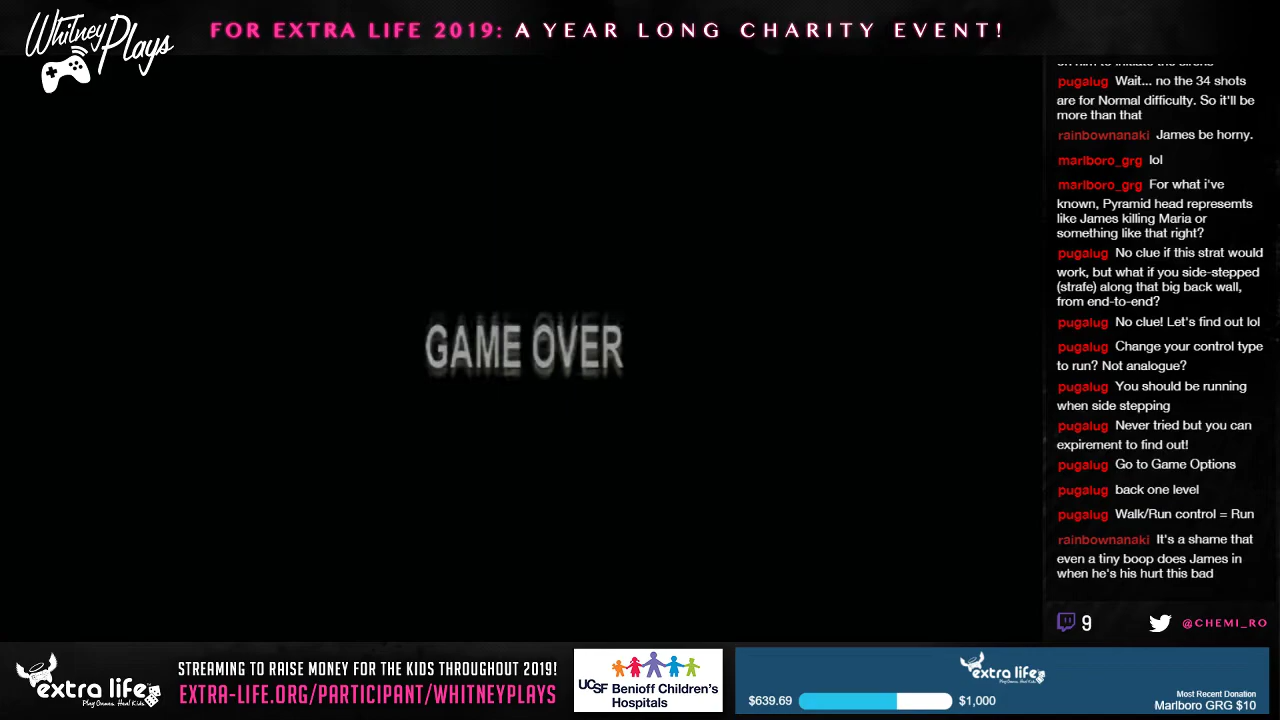 Whitney Plays
FOR EXTRA LIFE 2019: A YEAR LONG CHARITY EVENT!
pugalug Wait... no the 34 shots
are for Normal difficulty. So it'll be
more than that
rainbownanaki James be horny.
marlboro_grg lol
marlboro_grg For what i've
known, Pyramid head represemts
like James killing Maria or
something like that right?
pugalug No clue if this strat would
work, but what if you side-stepped
(strafe) along that big back wall,
from end-to-end?
pugalug No clue! Let's find out lol
pugalug Change your control type
to run? Not analogue?
pugalug You should be running
when side stepping
pugalug Never tried but you can
expirement to find out!
pugalug Go to Game Options
pugalug back one level
pugalug Walk/Run control = Run
rainbownanaki It's a shame that
even a tiny boop does James in
when he's his hurt this bad
GAME OVER
9 @CHEMI_RO
extra life
Play Games. Heal Kids.
STREAMING TO RAISE MONEY FOR THE KIDS THROUGHOUT 2019!
EXTRA-LIFE.ORG/PARTICIPANT/WHITNEYPLAYS
UCSF Benioff Children's
Hospitals
extra life
Play Games. Heal Kids.
$639.69 $1,000
Most Recent Donation
Marlboro GRG $10